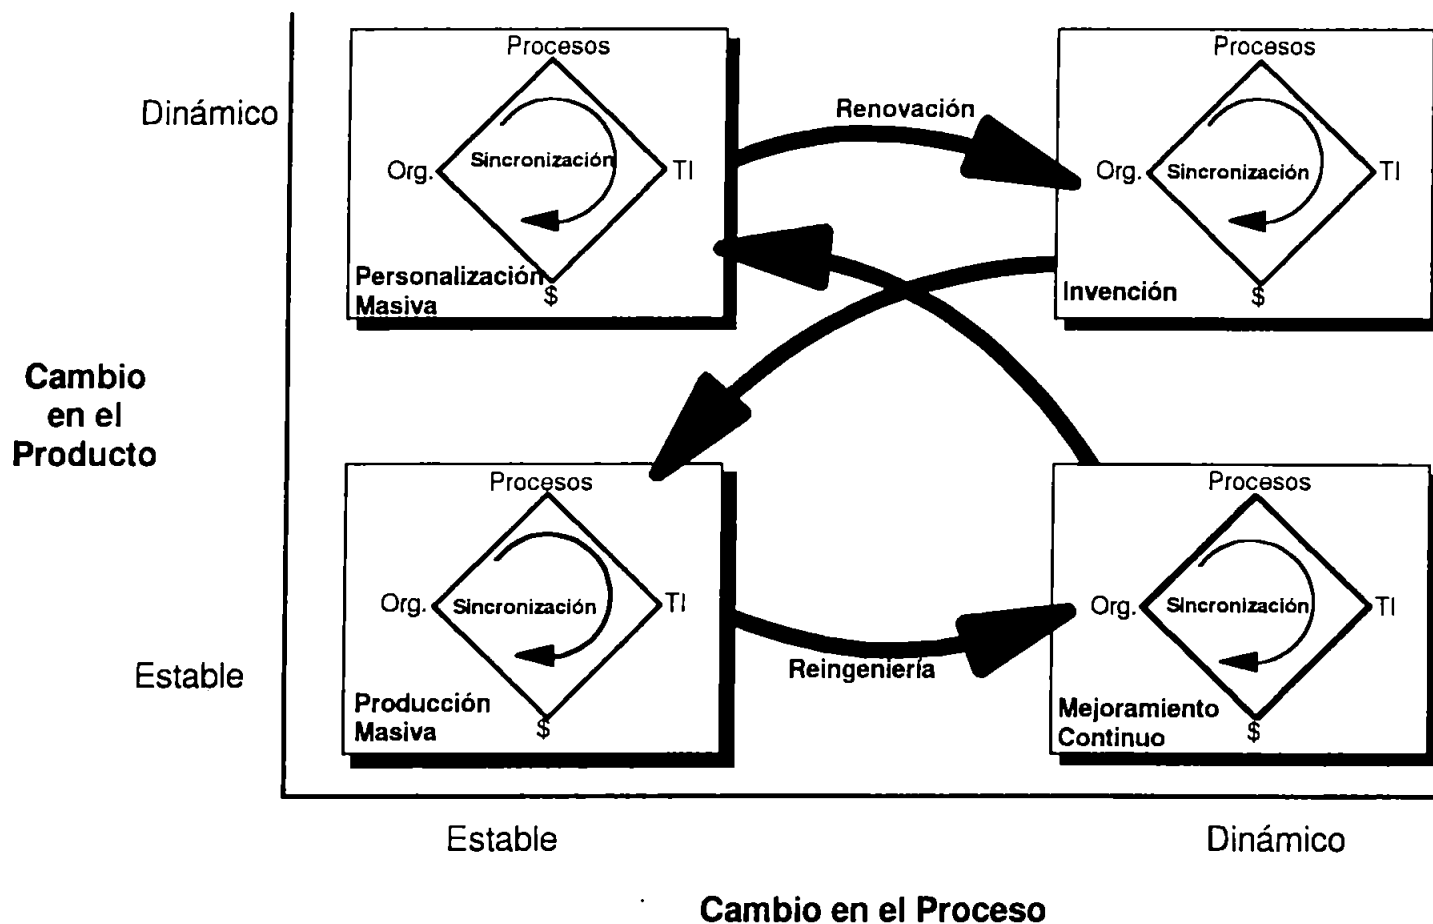 Procesos
Dinámico
Org.
Sincronización
TI
Personalización
Masiva
$
Renovación
Procesos
Org.
Sincronización
TI
Invención
$
Cambio
en el
Producto
Procesos
Org.
Sincronización
TI
Estable
Producción
Masiva
$
Reingeniería
Procesos
Org.
Sincronización
TI
Mejoramiento
Continuo
$
Estable
Dinámico
Cambio en el Proceso